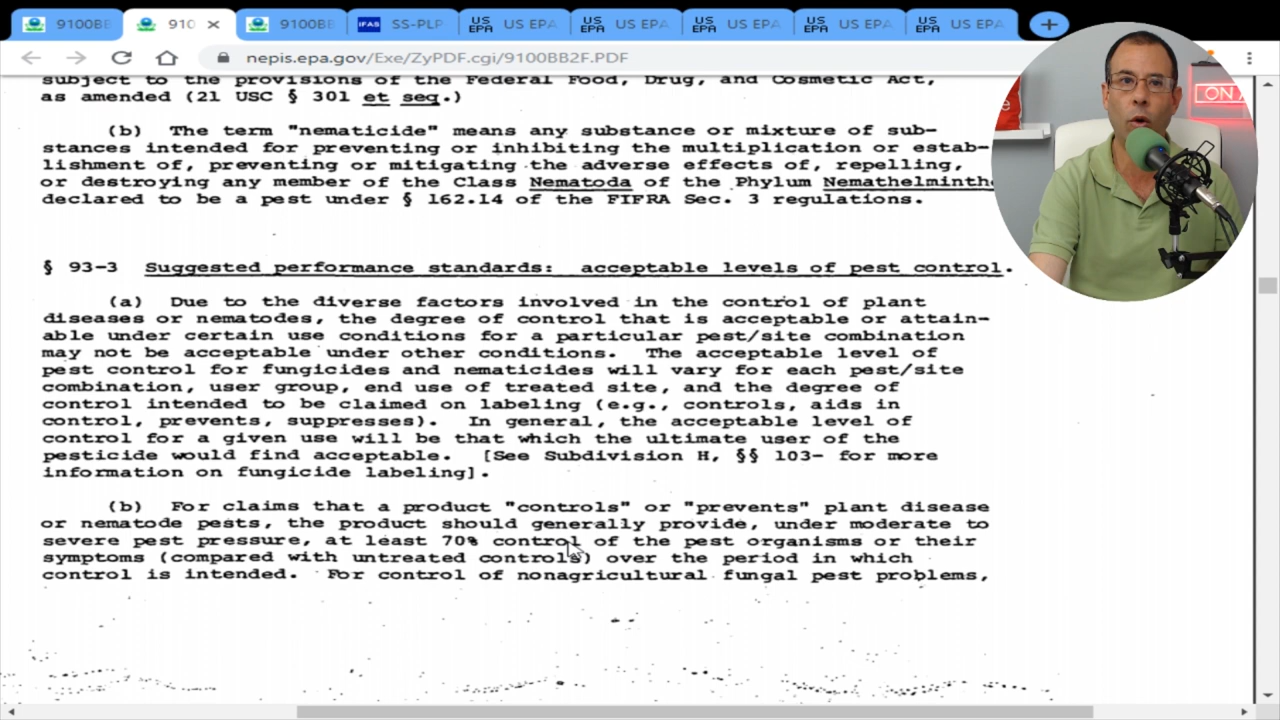 9100BB
910
9100BB
IFAS SS-PLP
US EPA US EPA
US EPA US EPA
US EPA US EPA
US EPA US EPA
US EPA US EPA
nepis.epa.gov/Exe/ZyPDF.cgi/9100BB2F.PDF
ON A
subject to the provisions of the Federal Food, Drug, and Cosmetic Act,
as amended (21 USC § 301 et seq.)
(b) The term "nematicide" means any substance or mixture of sub-
stances intended for preventing or inhibiting the multiplication or estab-
lishment of, preventing or mitigating the adverse effects of, repelling,
or destroying any member of the Class Nematoda of the Phylum Nemathelminth
declared to be a pest under § 162.14 of the FIFRA Sec. 3 regulations.
§ 93-3 Suggested performance standards: acceptable levels of pest control.
(a) Due to the diverse factors involved in the control of plant
diseases or nematodes, the degree of control that is acceptable or attain-
able under certain use conditions for a particular pest/site combination
may not be acceptable under other conditions. The acceptable level of
pest control for fungicides and nematicides will vary for each pest/site
combination, user group, end use of treated site, and the degree of
control intended to be claimed on labeling (e.g., controls, aids in
control, prevents, suppresses). In general, the acceptable level of
control for a given use will be that which the ultimate user of the
pesticide would find acceptable. [See Subdivision H, §§ 103- for more
information on fungicide labeling].
(b) For claims that a product "controls" or "prevents" plant disease
or nematode pests, the product should generally provide, under moderate to
severe pest pressure, at least 70% control of the pest organisms or their
symptoms (compared with untreated controls) over the period in which
control is intended. For control of nonagricultural fungal pest problems,